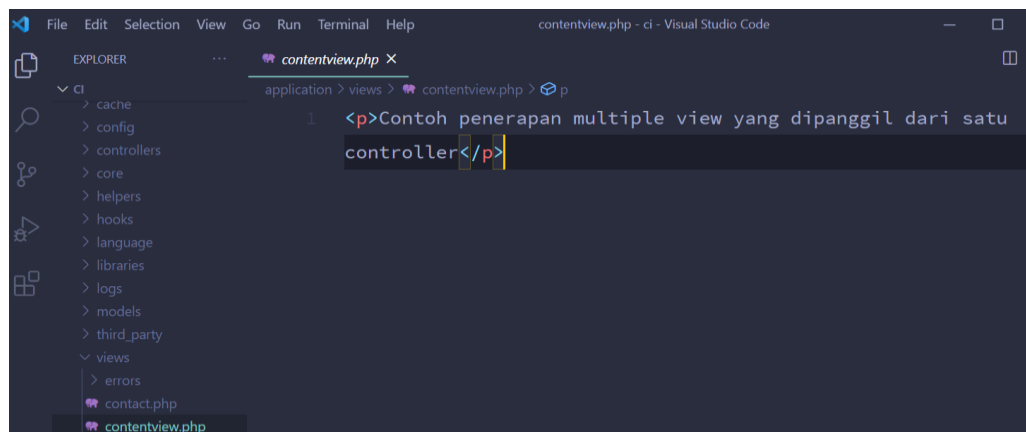 File Edit Selection View Go Run Terminal Help contentview.php - ci - Visual Studio Code
EXPLORER ··· contentview.php
CI application > views > contentview.php > p
cache
config
controllers
core
helpers
hooks
language
libraries
logs
models
third_party
views
errors
contact.php
contentview.php
1 <p>Contoh penerapan multiple view yang dipanggil dari satu
controller</p>